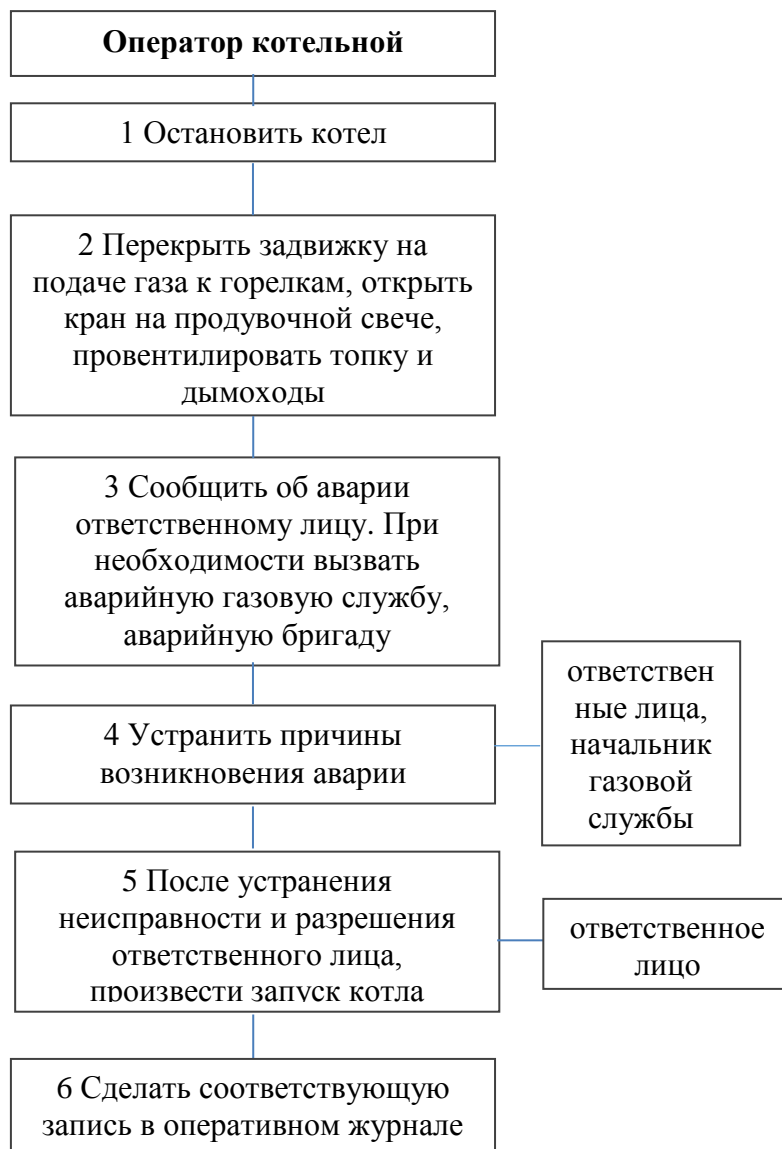 Оператор котельной
1 Остановить котел
2 Перекрыть задвижку на
подаче газа к горелкам, открыть
кран на продувочной свече,
провентилировать топку и
дымоходы
3 Сообщить об аварии
ответственному лицу. При
необходимости вызвать
аварийную газовую службу,
аварийную бригаду
4 Устранить причины
возникновения аварии
ответствен
ные лица,
начальник
газовой
службы
5 После устранения
неисправности и разрешения
ответственного лица,
произвести запуск котла
ответственное
лицо
6 Сделать соответствующую
запись в оперативном журнале